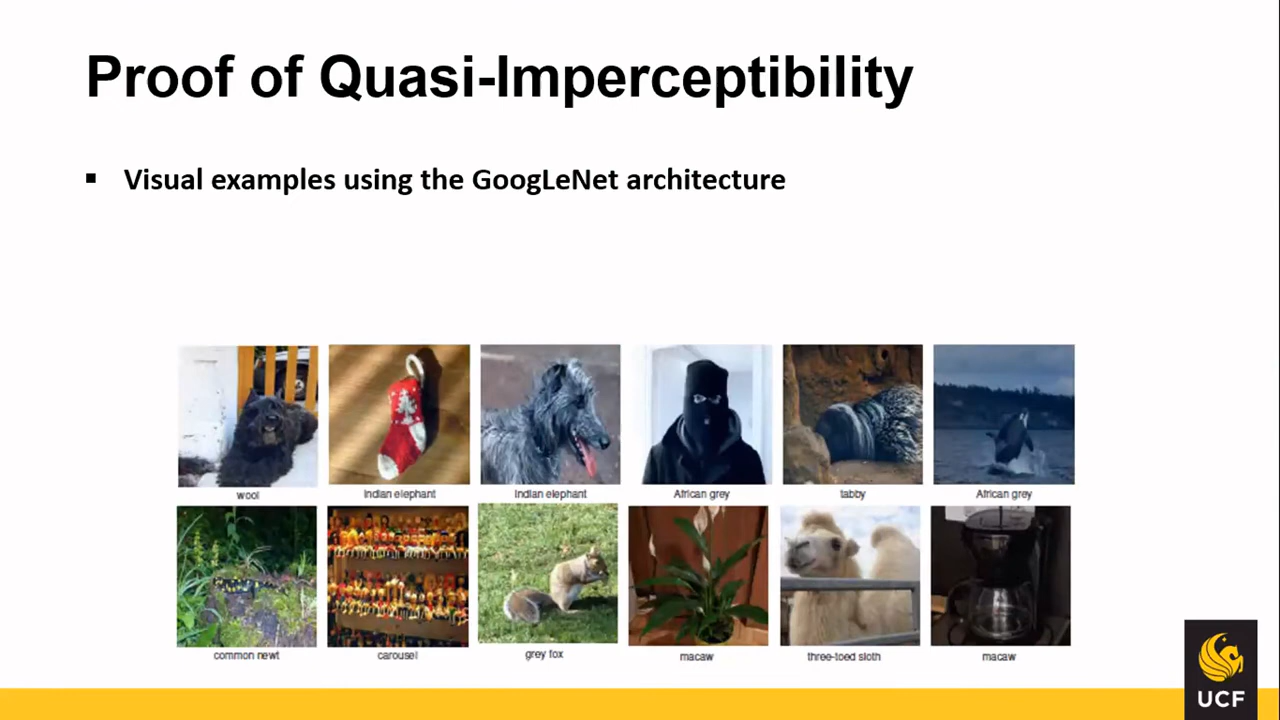 Proof of Quasi-Imperceptibility
▪ Visual examples using the GoogLeNet architecture
wool
Indian elephant
Indian elephant
African grey
tabby
African grey
common newt
carousel
grey fox
macaw
three-toed sloth
macaw
UCF